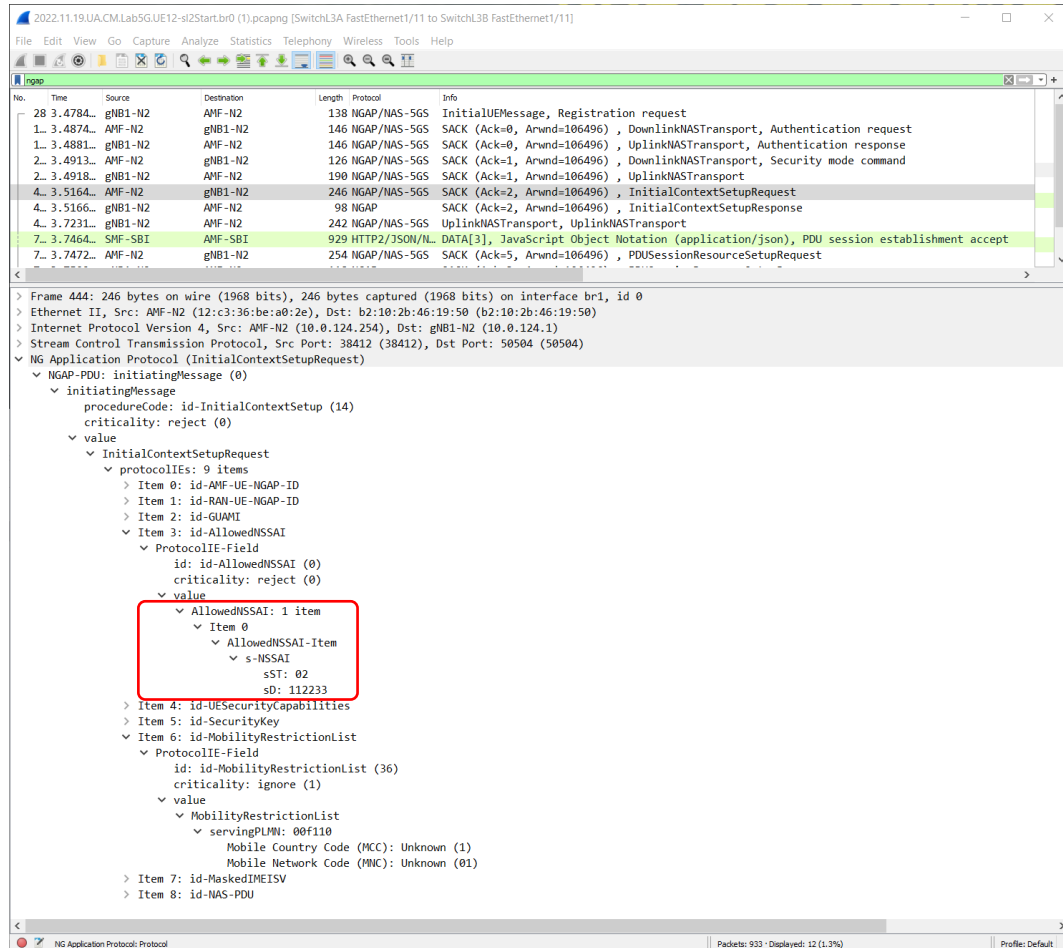 2022.11.19.UA.CM.Lab5G.UE12-sl2Start.br0 (1).pcapng [SwitchL3A FastEthernet1/11 to SwitchL3B FastEthernet1/11]
File Edit View Go Capture Analyze Statistics Telephony Wireless Tools Help
ngap
No. Time Source Destination Length Protocol Info
28 3.4784… gNB1-N2 AMF-N2 138 NGAP/NAS-5GS InitialUEMessage, Registration request
1… 3.4874… AMF-N2 gNB1-N2 146 NGAP/NAS-5GS SACK (Ack=0, Arwnd=106496) , DownlinkNASTransport, Authentication request
1… 3.4881… gNB1-N2 AMF-N2 146 NGAP/NAS-5GS SACK (Ack=0, Arwnd=106496) , UplinkNASTransport, Authentication response
2… 3.4913… AMF-N2 gNB1-N2 126 NGAP/NAS-5GS SACK (Ack=1, Arwnd=106496) , DownlinkNASTransport, Security mode command
2… 3.4918… gNB1-N2 AMF-N2 190 NGAP/NAS-5GS SACK (Ack=1, Arwnd=106496) , UplinkNASTransport
4… 3.5164… AMF-N2 gNB1-N2 246 NGAP/NAS-5GS SACK (Ack=2, Arwnd=106496) , InitialContextSetupRequest
4… 3.5166… gNB1-N2 AMF-N2 98 NGAP SACK (Ack=2, Arwnd=106496) , InitialContextSetupResponse
4… 3.7231… gNB1-N2 AMF-N2 242 NGAP/NAS-5GS UplinkNASTransport, UplinkNASTransport
7… 3.7464… SMF-SBI AMF-SBI 929 HTTP2/JSON/N… DATA[3], JavaScript Object Notation (application/json), PDU session establishment accept
7… 3.7472… AMF-N2 gNB1-N2 254 NGAP/NAS-5GS SACK (Ack=5, Arwnd=106496) , PDUSessionResourceSetupRequest
Frame 444: 246 bytes on wire (1968 bits), 246 bytes captured (1968 bits) on interface br1, id 0
Ethernet II, Src: AMF-N2 (12:c3:36:be:a0:2e), Dst: b2:10:2b:46:19:50 (b2:10:2b:46:19:50)
Internet Protocol Version 4, Src: AMF-N2 (10.0.124.254), Dst: gNB1-N2 (10.0.124.1)
Stream Control Transmission Protocol, Src Port: 38412 (38412), Dst Port: 50504 (50504)
NG Application Protocol (InitialContextSetupRequest)
NGAP-PDU: initiatingMessage (0)
initiatingMessage
procedureCode: id-InitialContextSetup (14)
criticality: reject (0)
value
InitialContextSetupRequest
protocolIEs: 9 items
Item 0: id-AMF-UE-NGAP-ID
Item 1: id-RAN-UE-NGAP-ID
Item 2: id-GUAMI
Item 3: id-AllowedNSSAI
ProtocolIE-Field
id: id-AllowedNSSAI (0)
criticality: reject (0)
value
AllowedNSSAI: 1 item
Item 0
AllowedNSSAI-Item
s-NSSAI
sST: 02
sD: 112233
Item 4: id-UESecurityCapabilities
Item 5: id-SecurityKey
Item 6: id-MobilityRestrictionList
ProtocolIE-Field
id: id-MobilityRestrictionList (36)
criticality: ignore (1)
value
MobilityRestrictionList
servingPLMN: 00f110
Mobile Country Code (MCC): Unknown (1)
Mobile Network Code (MNC): Unknown (01)
Item 7: id-MaskedIMEISV
Item 8: id-NAS-PDU
NG Application Protocol: Protocol Packets: 933 · Displayed: 12 (1.3%) Profile: Default